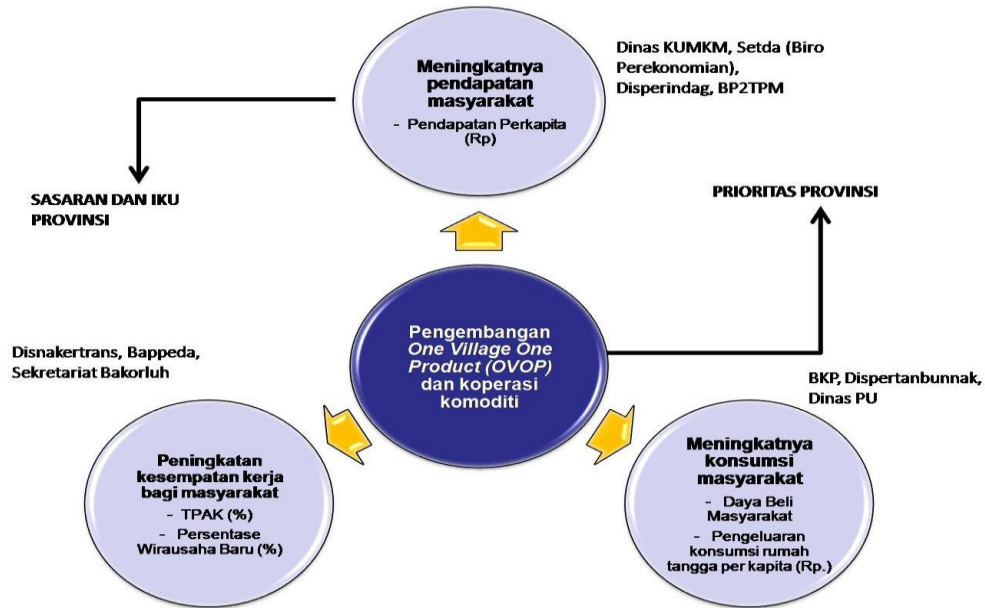 Meningkatnya
pendapatan
masyarakat
- Pendapatan Perkapita
(Rp)
Dinas KUMKM, Setda (Biro
Perekonomian),
Disperindag, BP2TPM
SASARAN DAN IKU
PROVINSI
PRIORITAS PROVINSI
Pengembangan
One Village One
Product (OVOP)
dan koperasi
komoditi
Disnakertrans, Bappeda,
Sekretariat Bakorluh
Peningkatan
kesempatan kerja
bagi masyarakat
- TPAK (%)
- Persentase
Wirausaha Baru (%)
BKP, Dispertanbunnak,
Dinas PU
Meningkatnya
konsumsi
masyarakat
- Daya Beli
Masyarakat
- Pengeluaran
konsumsi rumah
tangga per kapita (Rp.)